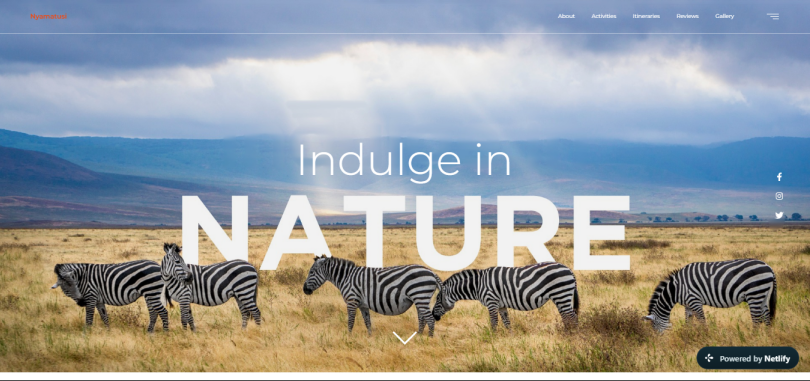 About Activities Itineraries Reviews Gallery
Indulge in
NATURE
Powered by Netlify